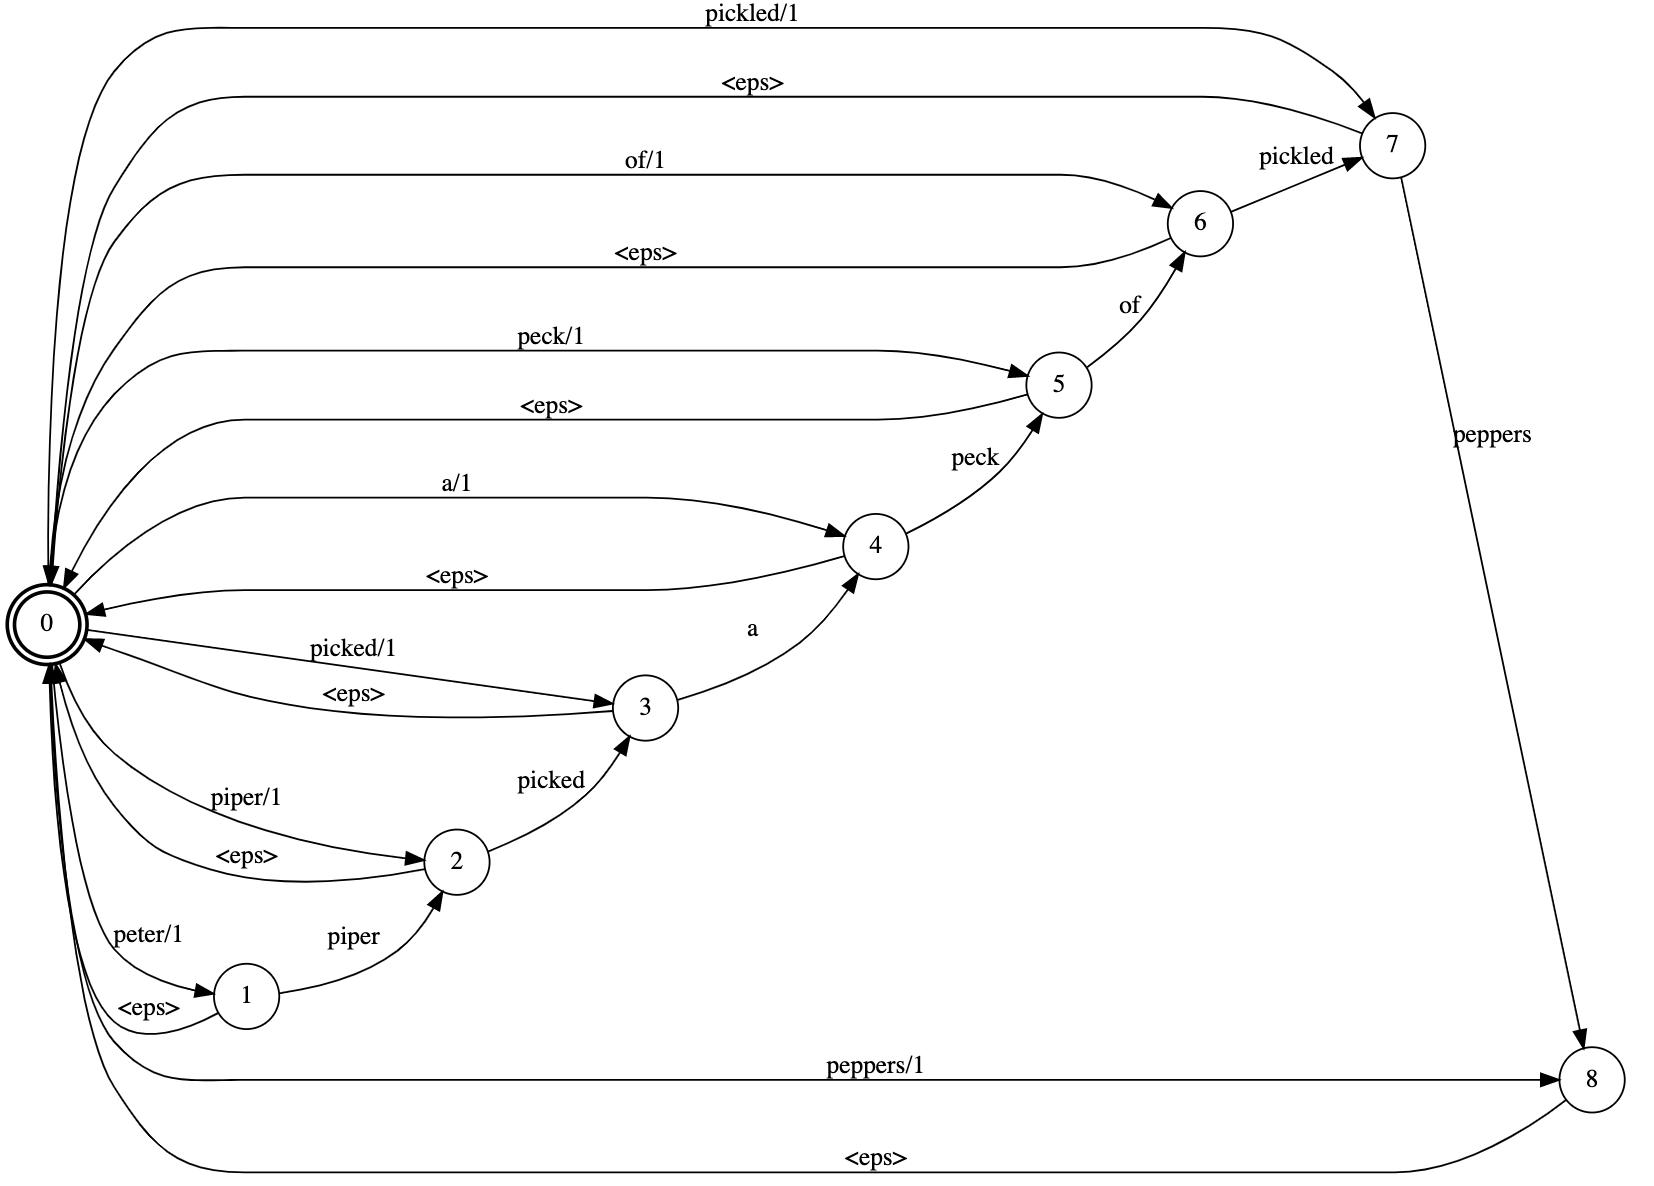 pickled/1
<eps>
7
of/1
pickled
<eps>
6
of
peck/1
<eps>
5
peck
peppers
a/1
<eps>
4
0
picked/1
<eps>
a
3
piper/1
picked
<eps>
2
peter/1
piper
<eps>
1
peppers/1
8
<eps>